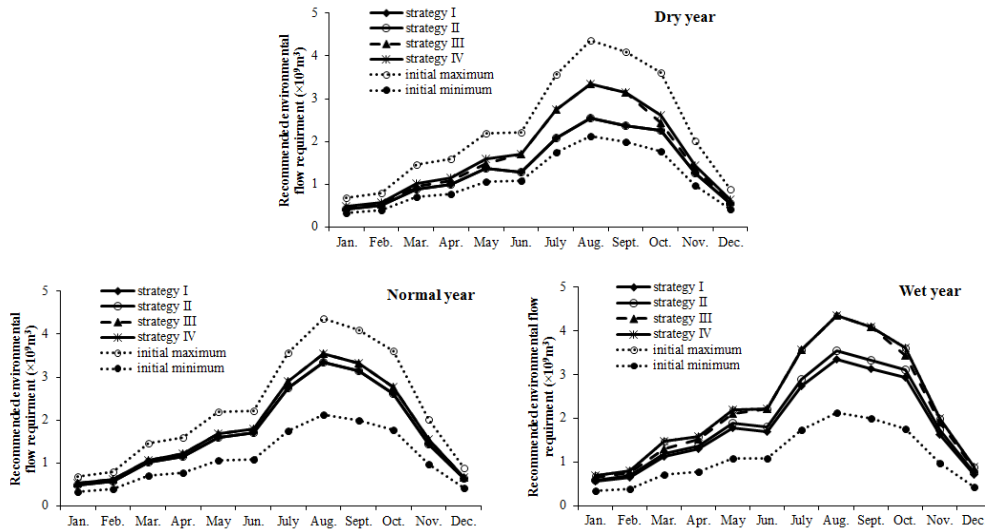 Dry year
strategy I
strategy II
strategy III
strategy IV
initial maximum
initial minimum
Recommended environmental
flow requirment (×10⁹m³)
5
4
3
2
1
0
Jan. Feb. Mar. Apr. May Jun. July Aug. Sept. Oct. Nov. Dec.
Normal year
strategy I
strategy II
strategy III
strategy IV
initial maximum
initial minimum
Recommended environmental
flow requirment (×10⁹m³)
5
4
3
2
1
0
Jan. Feb. Mar. Apr. May Jun. July Aug. Sept. Oct. Nov. Dec.
Wet year
strategy I
strategy II
strategy III
strategy IV
initial maximum
initial minimum
Recommended environmental flow
requirment (×10⁹m³)
5
4
3
2
1
0
Jan. Feb. Mar. Apr. May Jun. July Aug. Sept. Oct. Nov. Dec.